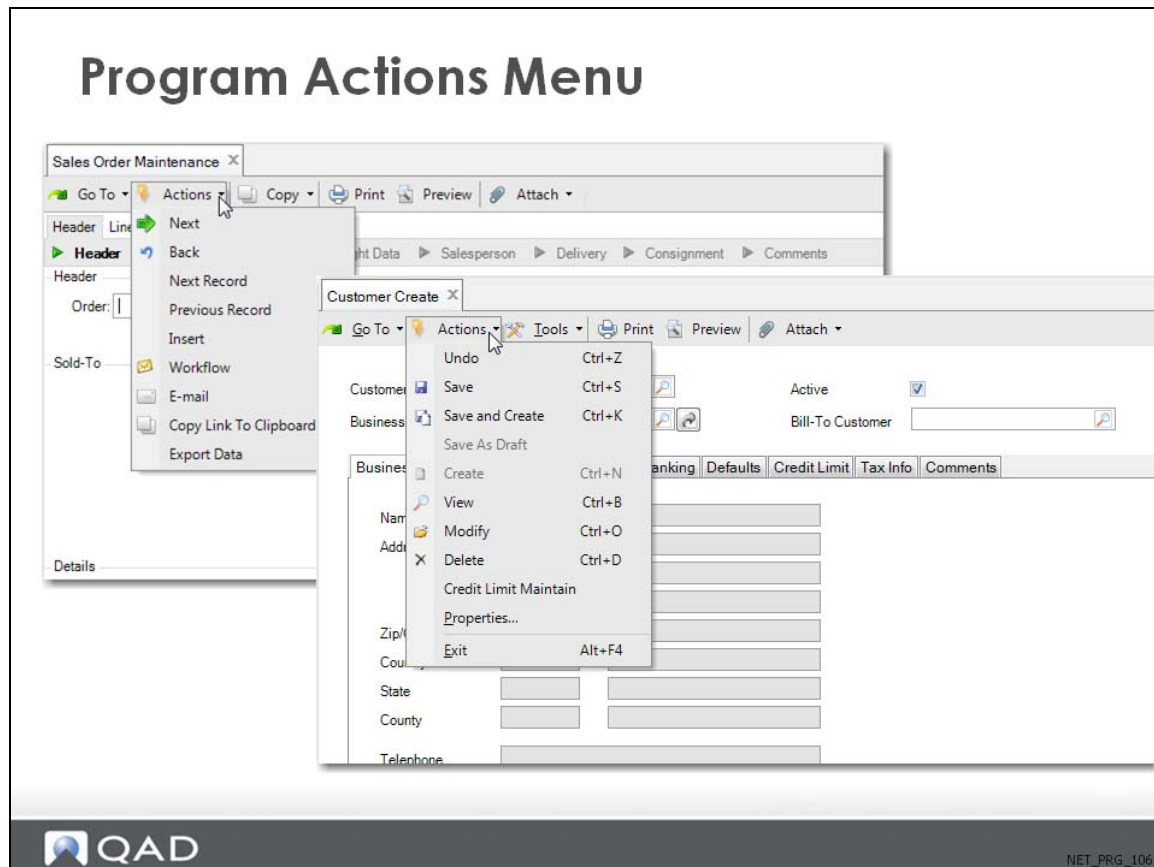 Program Actions Menu
Sales Order Maintenance
Go To Actions Copy Print Preview Attach
Header
Header Salesperson Delivery Consignment Comments
Header
Order:
Sold-To
Details
Next
Back
Next Record
Previous Record
Insert
Workflow
E-mail
Copy Link To Clipboard
Export Data
Customer Create
Go To Actions Tools Print Preview Attach
Customer Active
Business Bill-To Customer
Defaults Credit Limit Tax Info Comments
State
County
Telephone
Undo Ctrl+Z
Save Ctrl+S
Save and Create Ctrl+K
Save As Draft
Create Ctrl+N
View Ctrl+B
Modify Ctrl+O
Delete Ctrl+D
Credit Limit Maintain
Properties...
Exit Alt+F4
QAD